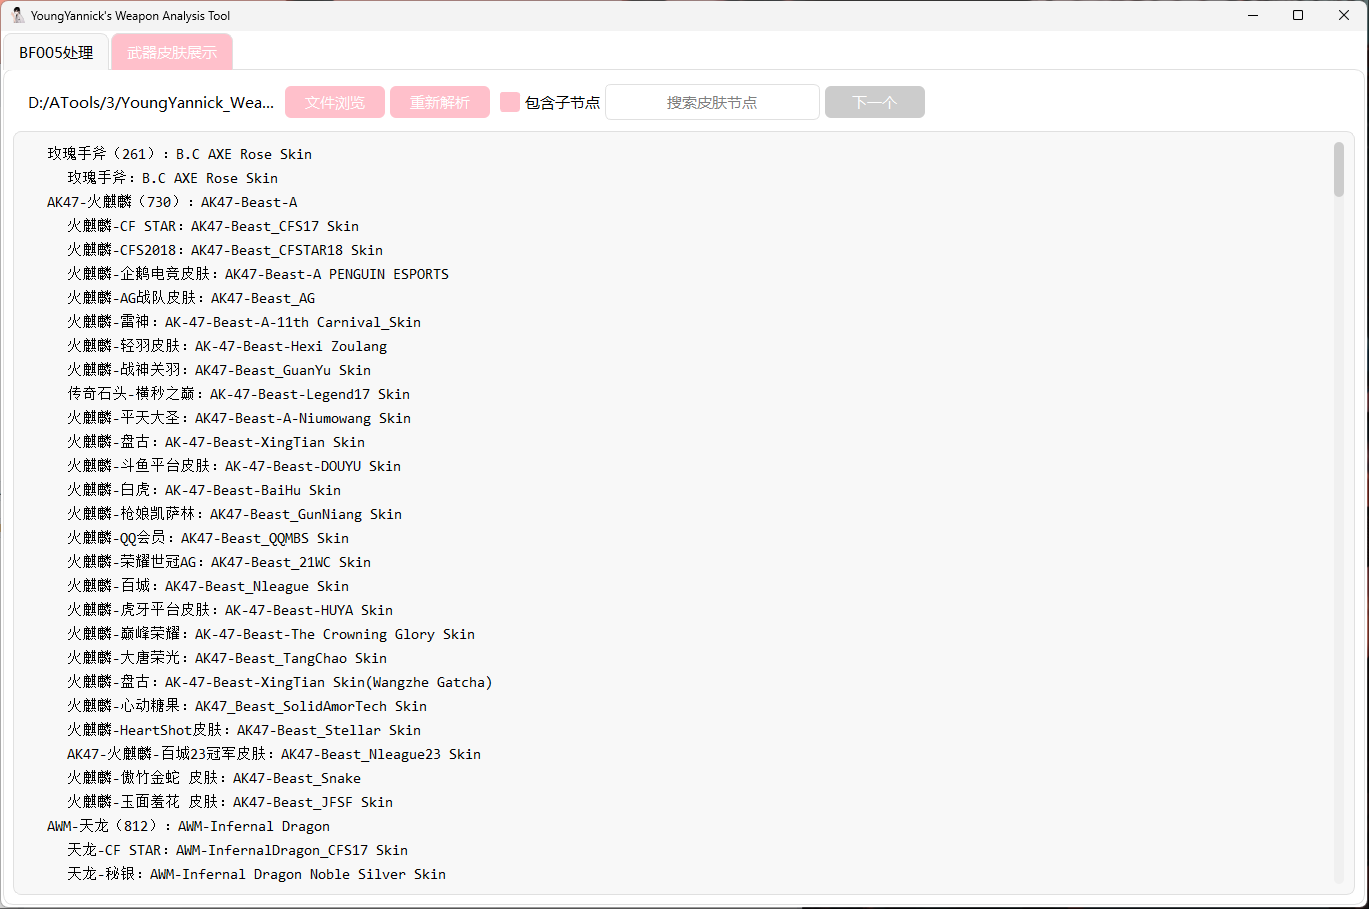 YoungYannick's Weapon Analysis Tool
BF005处理 武器皮肤展示
D:/ATools/3/YoungYannick_Wea... 文件浏览 重新解析 包含子节点 搜索皮肤节点 下一个
玫瑰手斧（261）：B.C AXE Rose Skin
玫瑰手斧：B.C AXE Rose Skin
AK47-火麒麟（730）：AK47-Beast-A
火麒麟-CF STAR：AK47-Beast_CFS17 Skin
火麒麟-CFS2018：AK47-Beast_CFSTAR18 Skin
火麒麟-企鹅电竞皮肤：AK47-Beast-A PENGUIN ESPORTS
火麒麟-AG战队皮肤：AK47-Beast_AG
火麒麟-雷神：AK-47-Beast-A-11th Carnival_Skin
火麒麟-轻羽皮肤：AK-47-Beast-Hexi Zoulang
火麒麟-战神关羽：AK47-Beast_GuanYu Skin
传奇石头-横秒之巅：AK-47-Beast-Legend17 Skin
火麒麟-平天大圣：AK47-Beast-A-Niumowang Skin
火麒麟-盘古：AK-47-Beast-XingTian Skin
火麒麟-斗鱼平台皮肤：AK-47-Beast-DOUYU Skin
火麒麟-白虎：AK-47-Beast-BaiHu Skin
火麒麟-枪娘凯萨林：AK47-Beast_GunNiang Skin
火麒麟-QQ会员：AK47-Beast_QQMBS Skin
火麒麟-荣耀世冠AG：AK47-Beast_21WC Skin
火麒麟-百城：AK47-Beast_Nleague Skin
火麒麟-虎牙平台皮肤：AK-47-Beast-HUYA Skin
火麒麟-巅峰荣耀：AK-47-Beast-The Crowning Glory Skin
火麒麟-大唐荣光：AK47-Beast_TangChao Skin
火麒麟-盘古：AK-47-Beast-XingTian Skin(Wangzhe Gatcha)
火麒麟-心动糖果：AK47_Beast_SolidAmorTech Skin
火麒麟-HeartShot皮肤：AK47-Beast_Stellar Skin
AK47-火麒麟-百城23冠军皮肤：AK47-Beast_Nleague23 Skin
火麒麟-傲竹金蛇 皮肤：AK47-Beast_Snake
火麒麟-玉面羞花 皮肤：AK47-Beast_JFSF Skin
AWM-天龙（812）：AWM-Infernal Dragon
天龙-CF STAR：AWM-InfernalDragon_CFS17 Skin
天龙-秘银：AWM-Infernal Dragon Noble Silver Skin